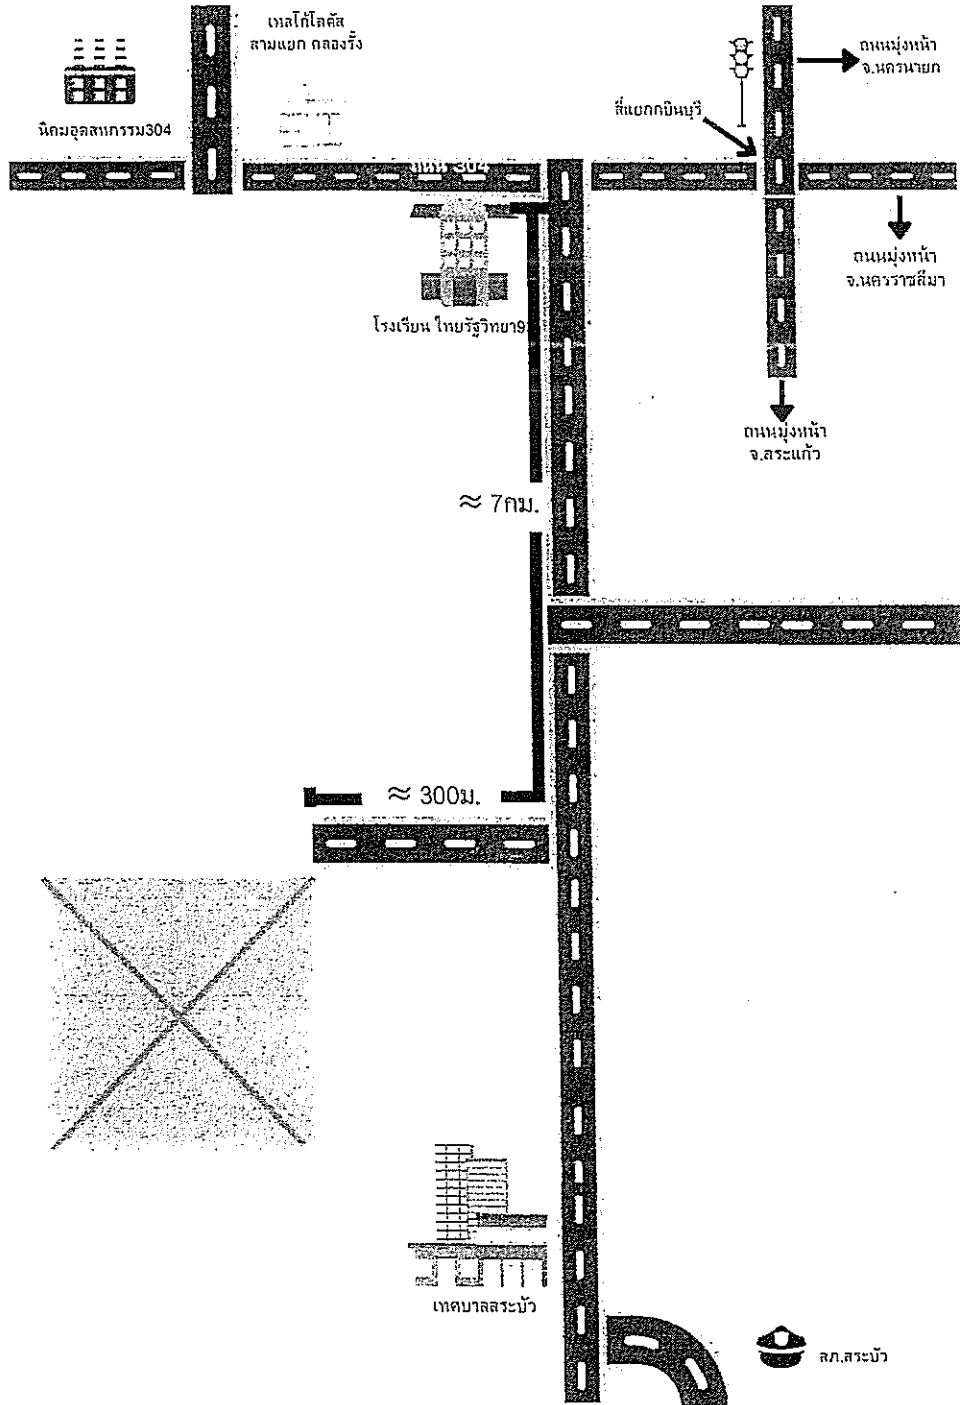 เทสโก้โลตัส
สามแยก คลองรั้ง
ถนนมุ่งหน้า
จ.นครนายก
สี่แยกกบินบุรี
นิคมอุตสหกรรม304
ถนน 304
ถนนมุ่งหน้า
จ.นครราชสีมา
โรงเรียน ไทยรัฐวิทยา9
ถนนมุ่งหน้า
จ.สระแก้ว
≈ 7กม.
≈ 300ม.
เทศบาลสระบัว
สภ.สระบัว